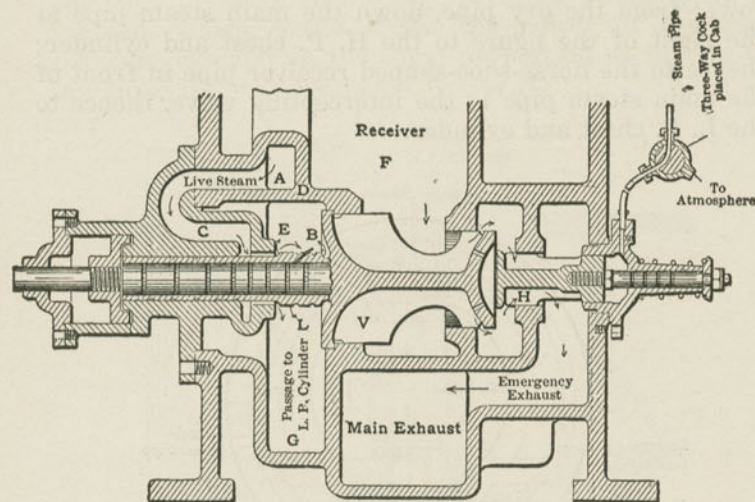 Steam Pipe
Three-Way Cock
placed in Cab
To
Atmosphere
Receiver
F
Live Steam
A
D
C
E
B
H
L
V
Passage to
L. P. Cylinder
G
Emergency
Exhaust
Main Exhaust